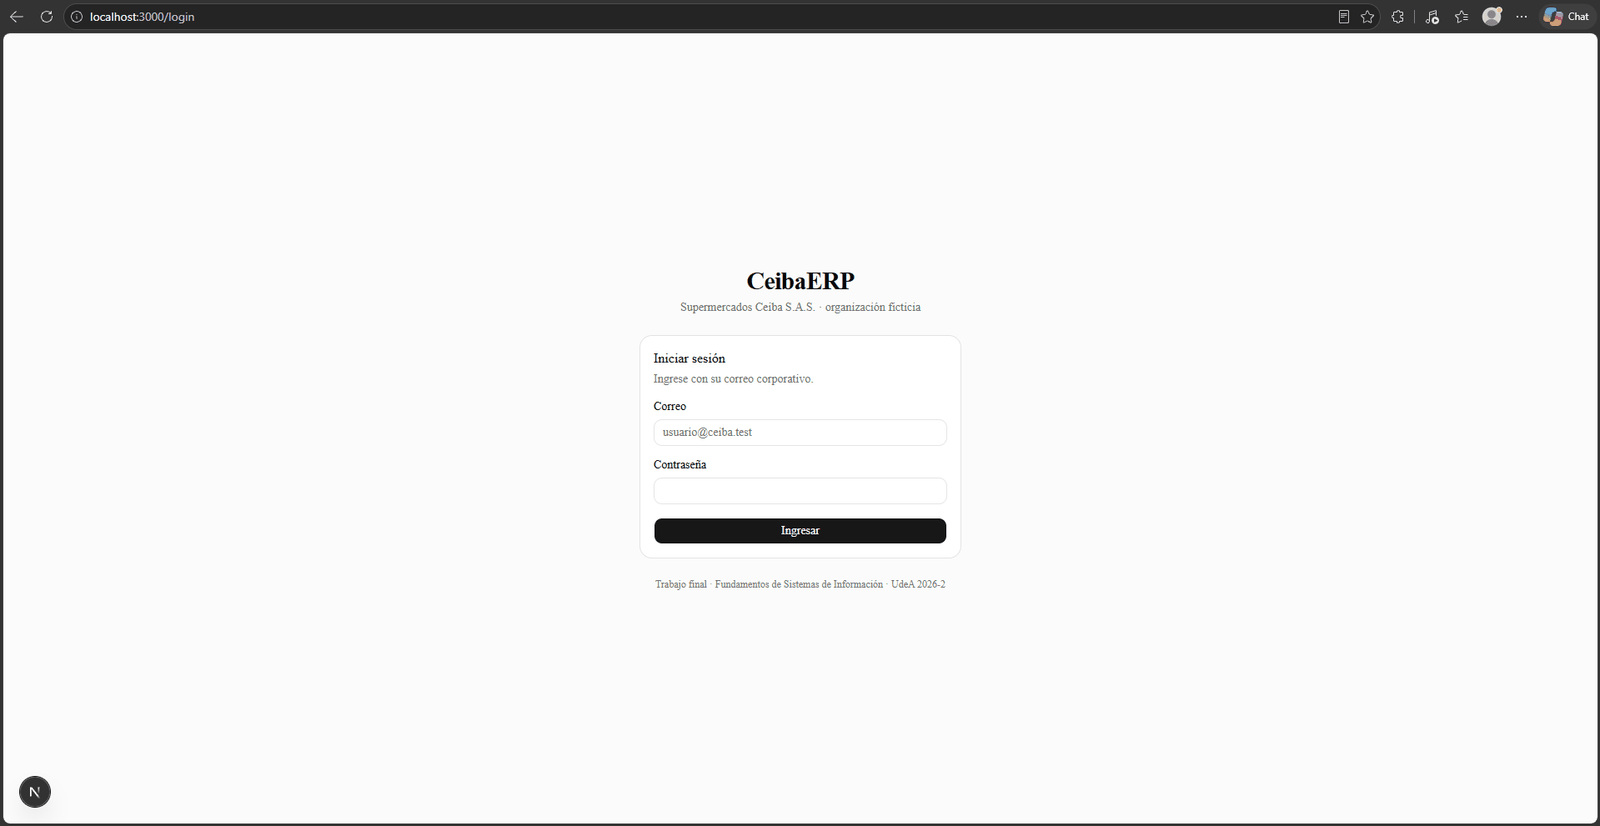 localhost:3000/login
Chat
CeibaERP
Supermercados Ceiba S.A.S. · organización ficticia
Iniciar sesión
Ingrese con su correo corporativo.
Correo
usuario@ceiba.test
Contraseña
Ingresar
Trabajo final · Fundamentos de Sistemas de Información · UdeA 2026-2
N